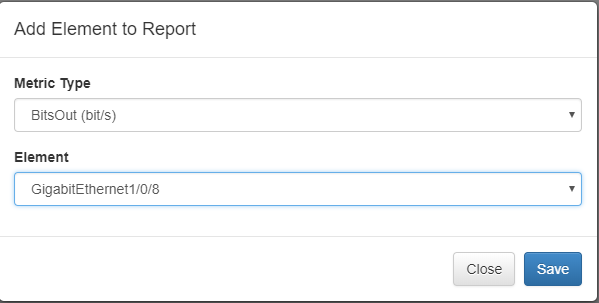 Add Element to Report
Metric Type
BitsOut (bit/s)
Element
GigabitEthernet1/0/8
Close Save